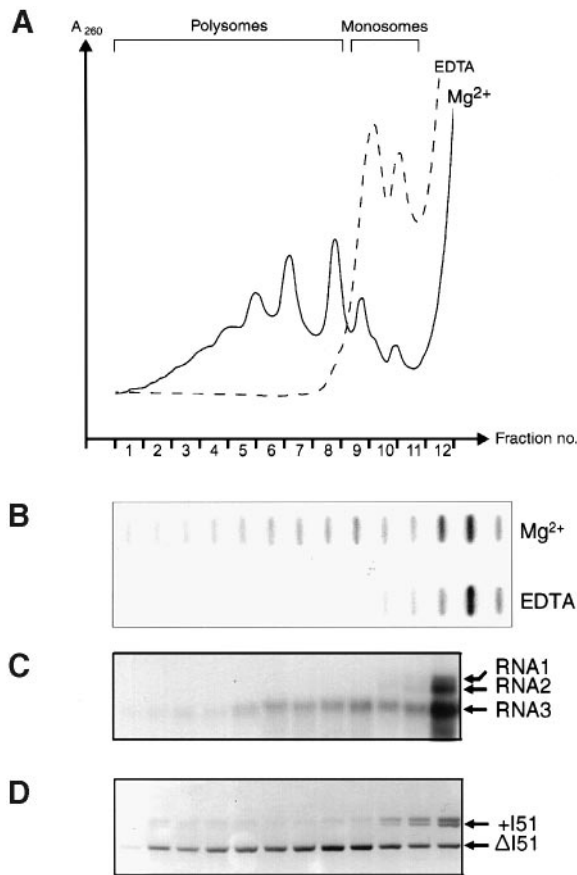 A
A 260
Polysomes
Monosomes
EDTA
Mg²⁺
1 2 3 4 5 6 7 8 9 10 11 12
Fraction no.
B
Mg²⁺
EDTA
C
RNA1
RNA2
RNA3
D
+I51
ΔI51